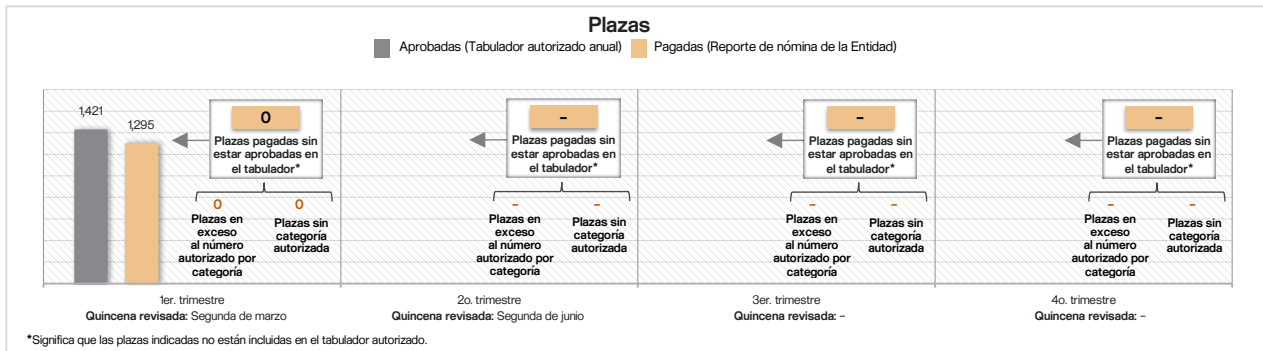 Plazas
Aprobadas (Tabulador autorizado anual)
Pagadas (Reporte de nómina de la Entidad)
1,421
1,295
0
Plazas pagadas sin
estar aprobadas en
el tabulador*
0
0
Plazas en
exceso
al número
autorizado por
categoría
Plazas sin
categoría
autorizada
-
Plazas pagadas sin
estar aprobadas en
el tabulador*
-
-
Plazas en
exceso
al número
autorizado por
categoría
Plazas sin
categoría
autorizada
-
Plazas pagadas sin
estar aprobadas en
el tabulador*
-
-
Plazas en
exceso
al número
autorizado por
categoría
Plazas sin
categoría
autorizada
-
Plazas pagadas sin
estar aprobadas en
el tabulador*
-
-
Plazas en
exceso
al número
autorizado por
categoría
Plazas sin
categoría
autorizada
1er. trimestre
Quincena revisada: Segunda de marzo
2o. trimestre
Quincena revisada: Segunda de junio
3er. trimestre
Quincena revisada: -
4o. trimestre
Quincena revisada: -
*Significa que las plazas indicadas no están incluidas en el tabulador autorizado.